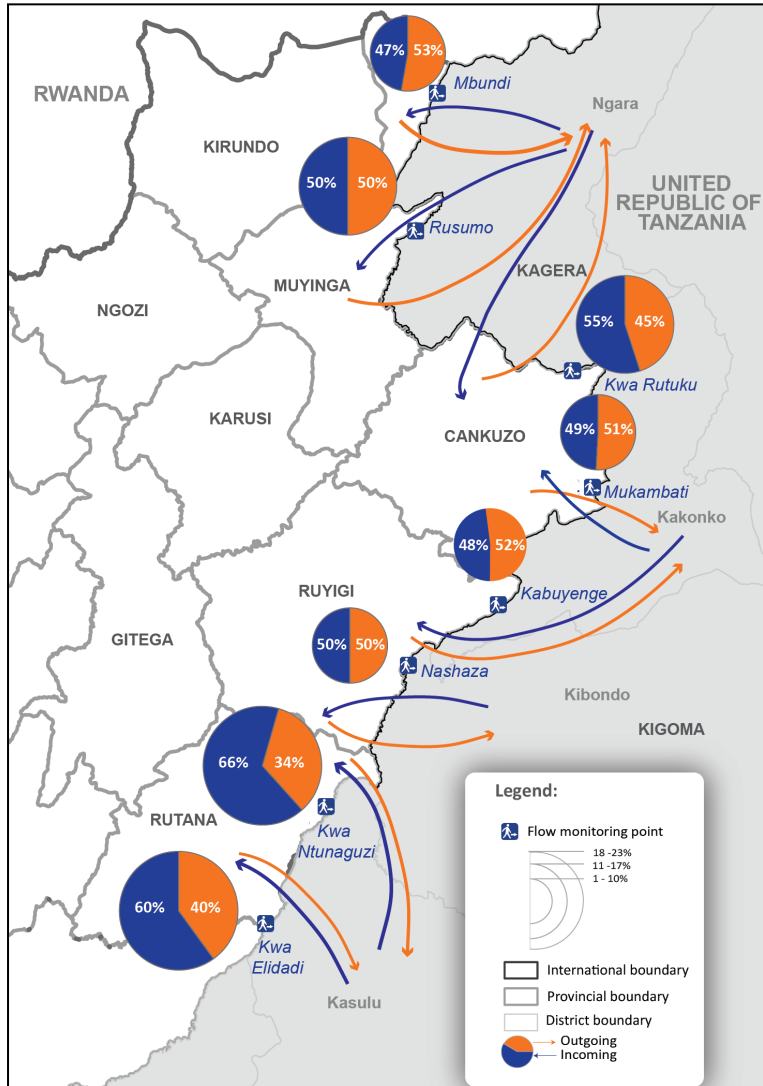 47%
53%
Mbundi
RWANDA
Ngara
KIRUNDO
50%
50%
UNITED
REPUBLIC OF
TANZANIA
Rusumo
KAGERA
MUYINGA
NGOZI
55%
45%
Kwa Rutuku
KARUSI
49%
51%
CANKUZO
Mukambati
Kakonko
48%
52%
RUYIGI
Kabuyenge
GITEGA
50%
50%
Nashaza
Kibondo
KIGOMA
66%
34%
RUTANA
Kwa
Ntunaguzi
60%
40%
Kwa
Elidadi
Kasulu
Legend:
Flow monitoring point
18 -23%
11 -17%
1 - 10%
International boundary
Provincial boundary
District boundary
Outgoing
Incoming